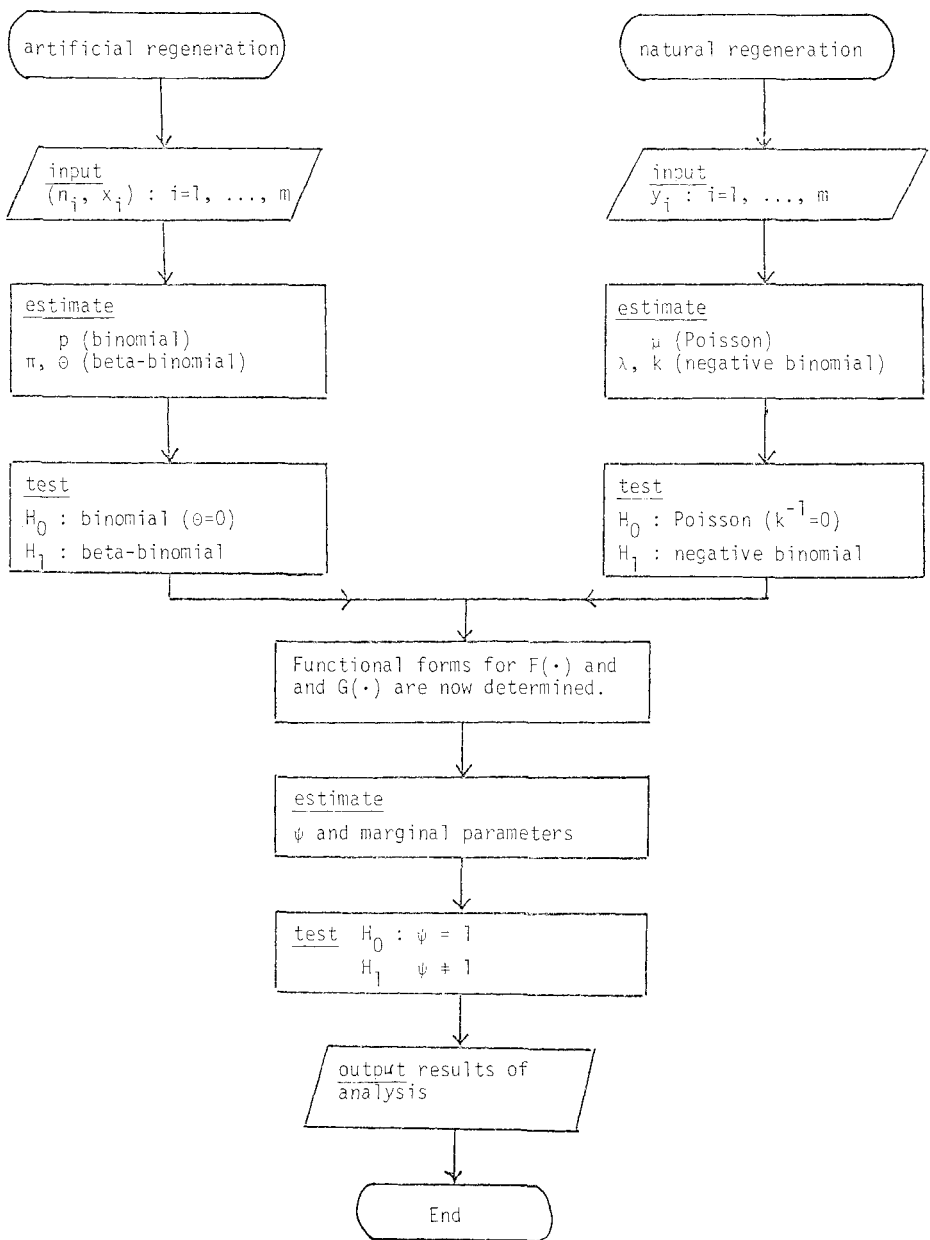 artificial regeneration
input
(n_i, x_i) : i=1, ..., m
estimate
p (binomial)
π, Θ (beta-binomial)
test
H_0 : binomial (Θ=0)
H_1 : beta-binomial
natural regeneration
input
y_i : i=1, ..., m
estimate
μ (Poisson)
λ, k (negative binomial)
test
H_0 : Poisson (k^-1=0)
H_1 : negative binomial
Functional forms for F(·) and
and G(·) are now determined.
estimate
ψ and marginal parameters
test H_0 : ψ = 1
H_1 ψ ≠ 1
output results of
analysis
End